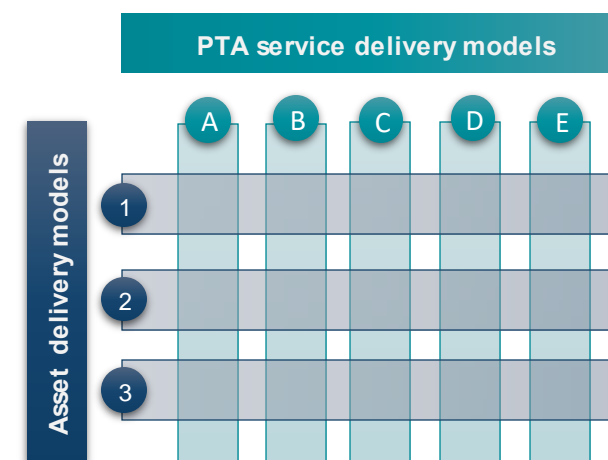 PTA service delivery models
A B C D E
Asset delivery models
1
2
3